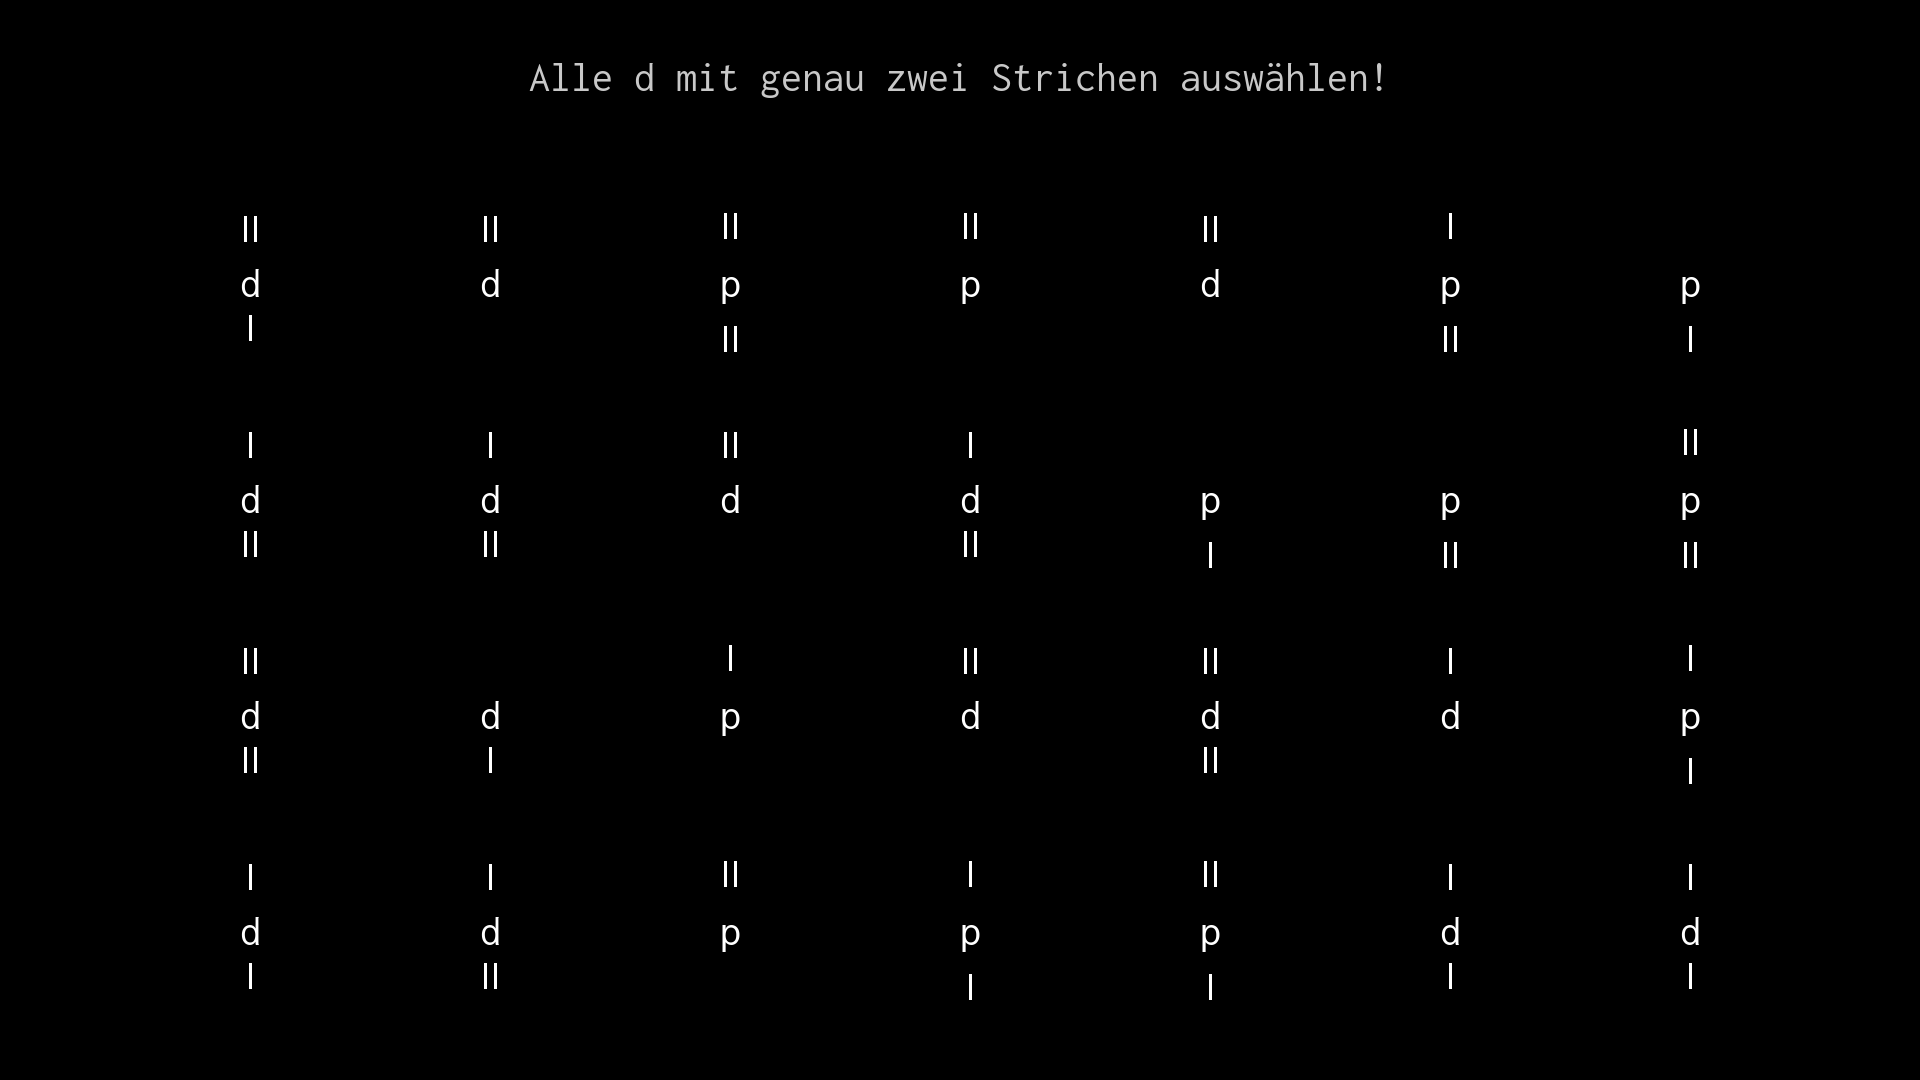 Alle d mit genau zwei Strichen auswählen!
|| || || || || |
d d p p d p p
| || || |
| | || | ||
d d d d p p p
|| || || | || ||
|| | || || | |
d d p d d d p
|| | || |
| | || | || | |
d d p p p d d
| || | | | |